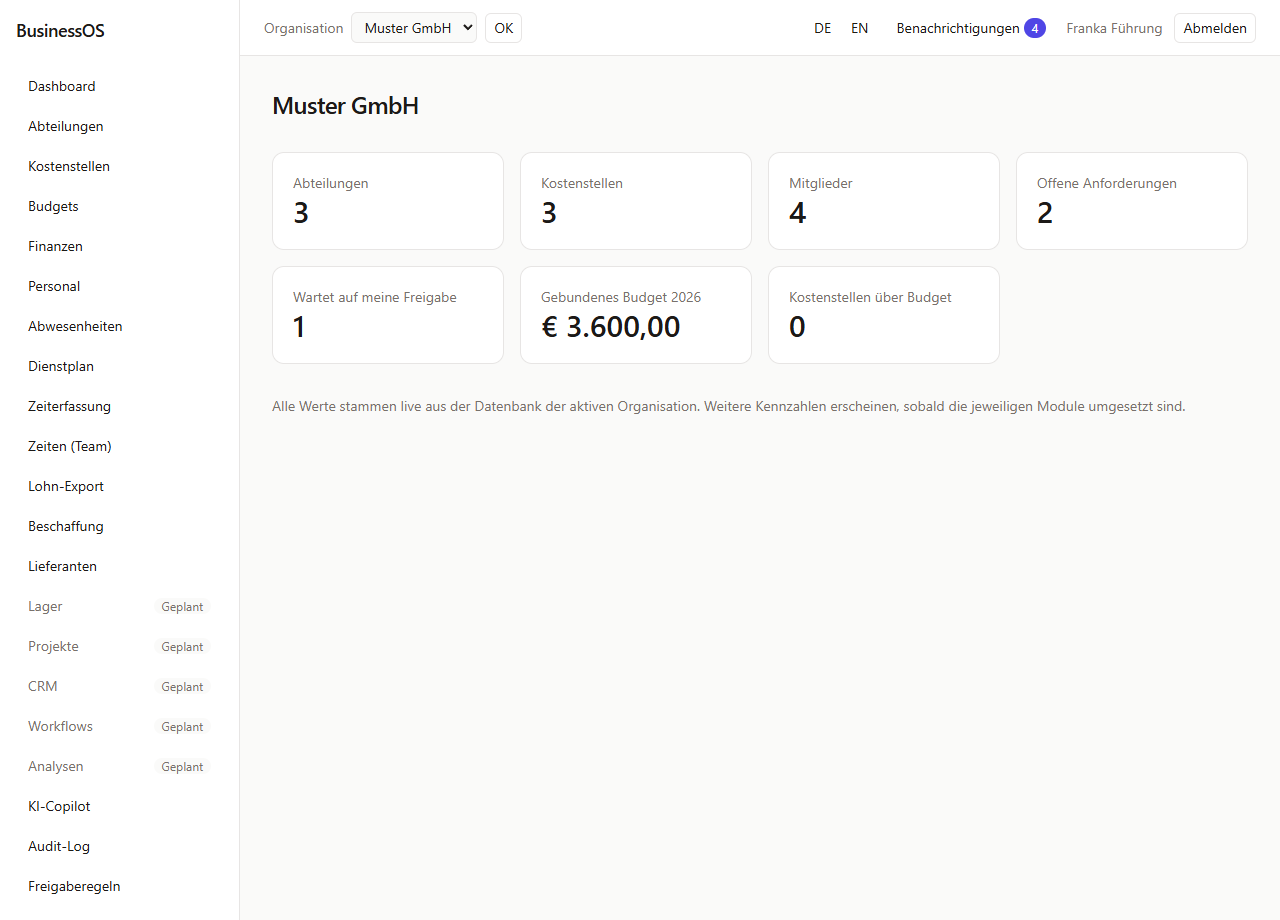 BusinessOS
Organisation Muster GmbH OK DE EN Benachrichtigungen 4 Franka Führung Abmelden
Dashboard
Abteilungen
Kostenstellen
Budgets
Finanzen
Personal
Abwesenheiten
Dienstplan
Zeiterfassung
Zeiten (Team)
Lohn-Export
Beschaffung
Lieferanten
Lager Geplant
Projekte Geplant
CRM Geplant
Workflows Geplant
Analysen Geplant
KI-Copilot
Audit-Log
Freigaberegeln
Muster GmbH
Abteilungen
3
Kostenstellen
3
Mitglieder
4
Offene Anforderungen
2
Wartet auf meine Freigabe
1
Gebundenes Budget 2026
€ 3.600,00
Kostenstellen über Budget
0
Alle Werte stammen live aus der Datenbank der aktiven Organisation. Weitere Kennzahlen erscheinen, sobald die jeweiligen Module umgesetzt sind.